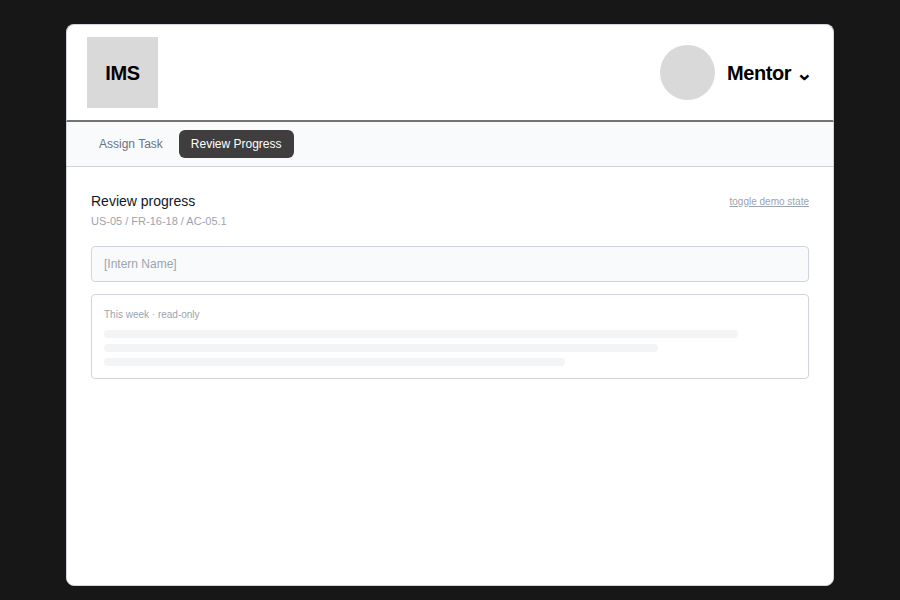 IMS
Mentor
Assign Task
Review Progress
Review progress
toggle demo state
US-05 / FR-16-18 / AC-05.1
[Intern Name]
This week · read-only